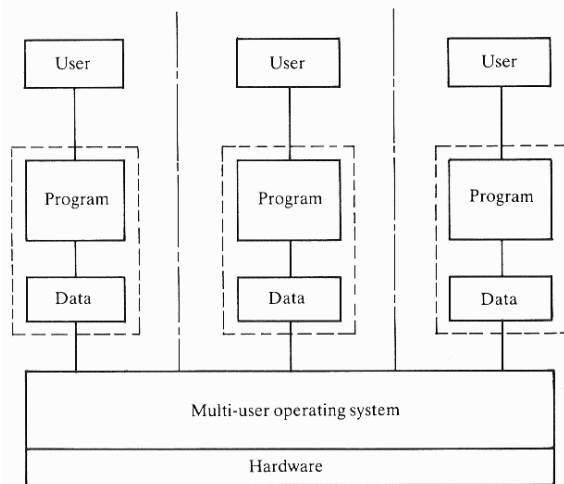 User
User
User
Program
Program
Program
Data
Data
Data
Multi-user operating system
Hardware